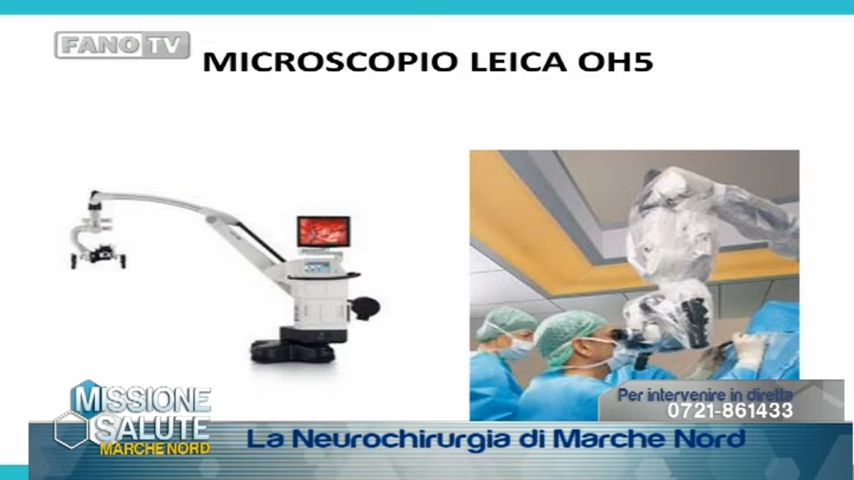 FANO TV
MICROSCOPIO LEICA OH5
Per intervenire in diretta
0721-861433
MISSIONE
SALUTE
MARCHE NORD
La Neurochirurgia di Marche Nord